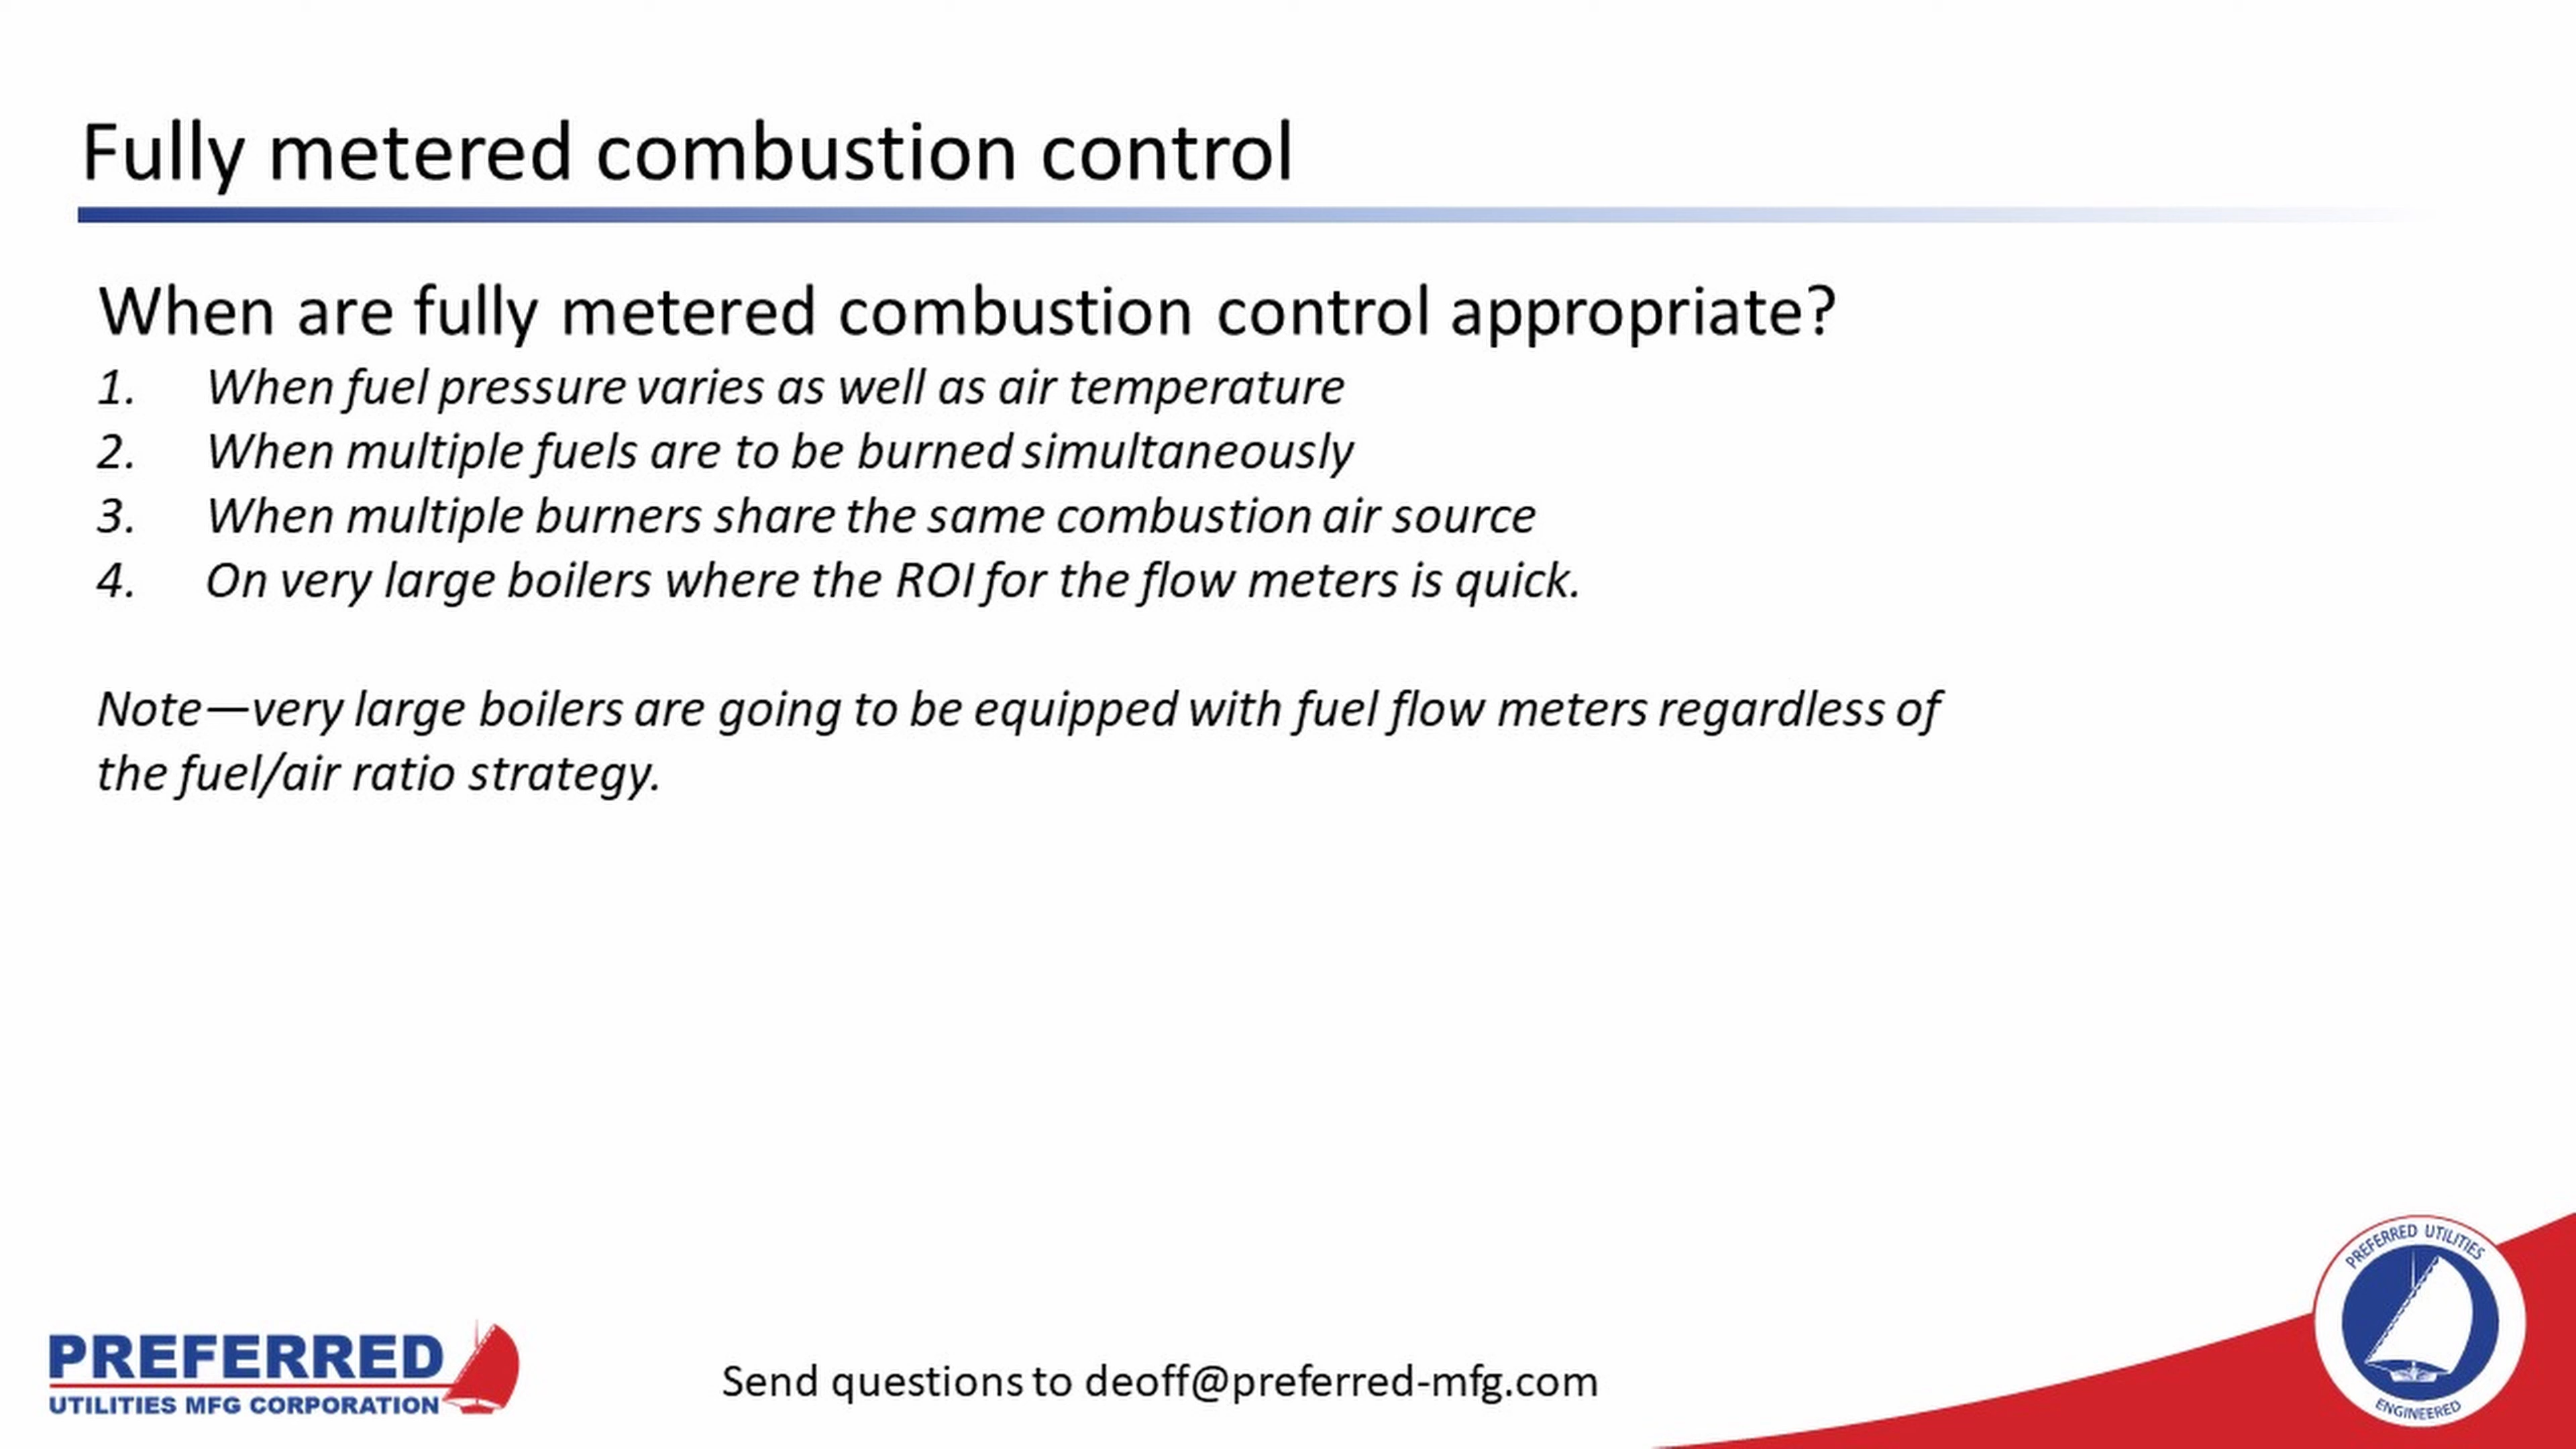 Fully metered combustion control
When are fully metered combustion control appropriate?
1. When fuel pressure varies as well as air temperature
2. When multiple fuels are to be burned simultaneously
3. When multiple burners share the same combustion air source
4. On very large boilers where the ROI for the flow meters is quick.
Note—very large boilers are going to be equipped with fuel flow meters regardless of
the fuel/air ratio strategy.
PREFERRED
UTILITIES MFG CORPORATION
Send questions to deoff@preferred-mfg.com
PREFERRED UTILITIES
ENGINEERED